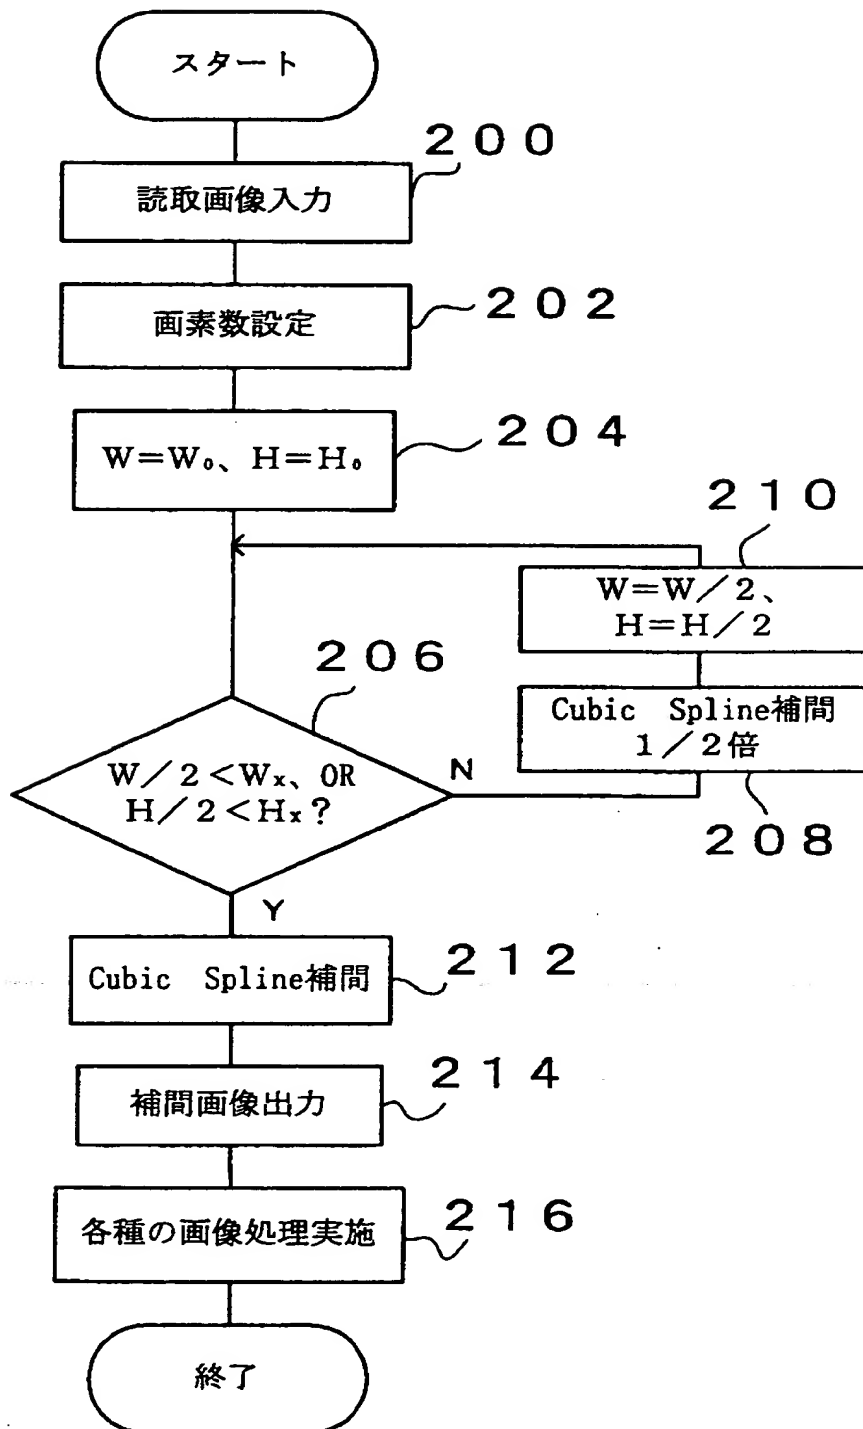 スタート
200
読取画像入力
202
画素数設定
204
W=W₀、H=H₀
210
W=W/2、
H=H/2
206
Cubic Spline補間
1/2倍
W/2<Wx、OR
H/2<Hx?
N
208
Y
212
Cubic Spline補間
214
補間画像出力
216
各種の画像処理実施
終了